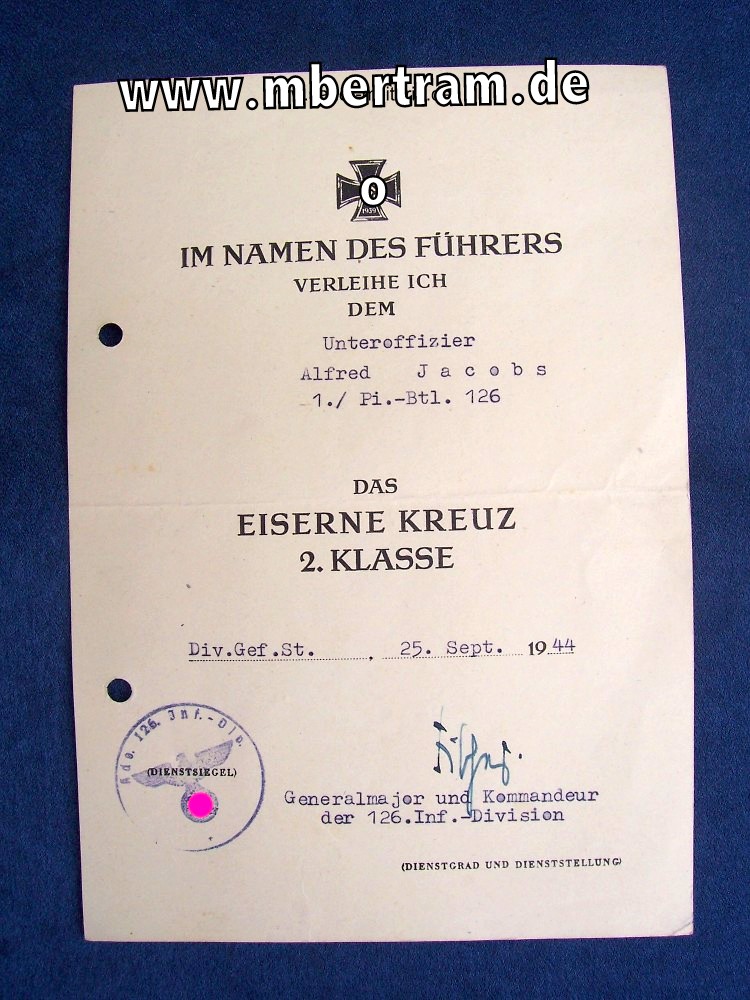 www.mbertram.de
1939
IM NAMEN DES FÜHRERS
VERLEIHE ICH
DEM
Unteroffizier
Alfred J a c o b s
1./ Pi.-Btl. 126
DAS
EISERNE KREUZ
2. KLASSE
Div.Gef.St. , 25. Sept. 1944
Kdo. 126. Inf.-Div.
(DIENSTSIEGEL)
Generalmajor und Kommandeur
der 126.Inf.-Division
(DIENSTGRAD UND DIENSTSTELLUNG)